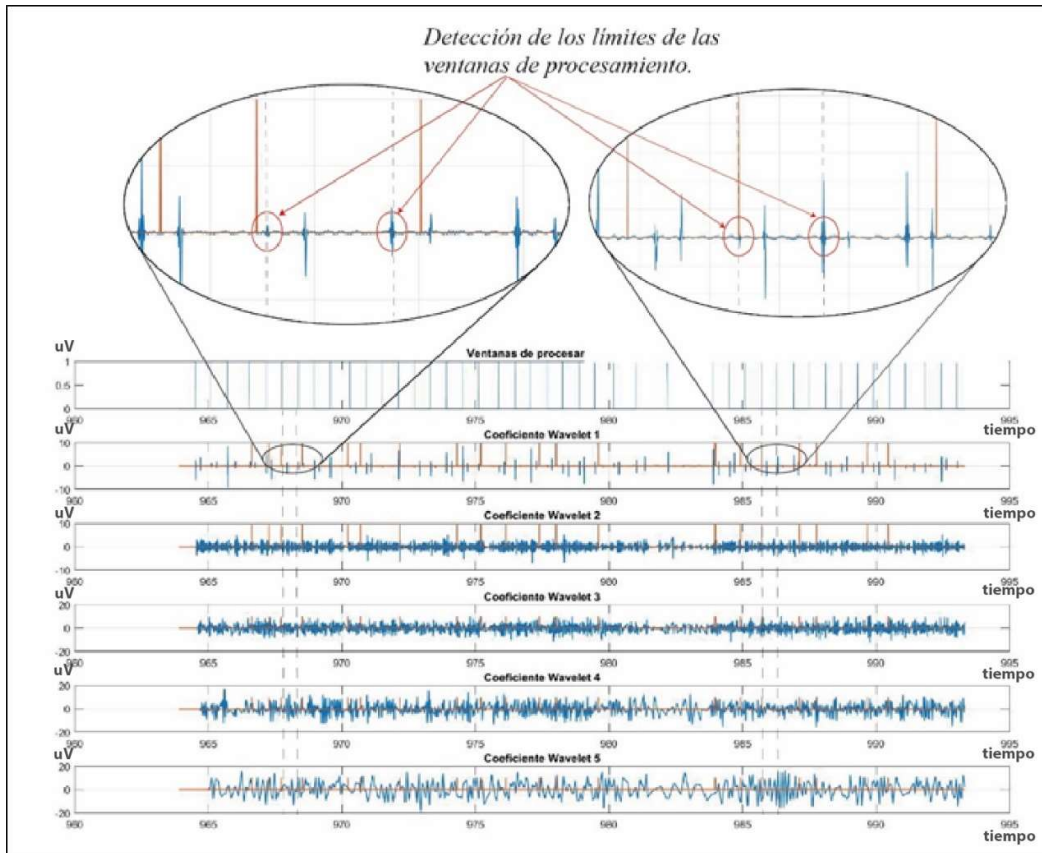 Detección de los límites de las
ventanas de procesamiento.
uV
Ventanas de procesar
1
0.5
0
960 965 970 975 980 985 990 995
uV
tiempo
Coeficiente Wavelet 1
10
0
-10
960 965 970 975 980 985 990 995
uV
tiempo
Coeficiente Wavelet 2
10
0
-10
960 965 970 975 980 985 990 995
uV
tiempo
Coeficiente Wavelet 3
20
0
-20
960 965 970 975 980 985 990 995
uV
tiempo
Coeficiente Wavelet 4
20
0
-20
960 965 970 975 980 985 990 995
uV
tiempo
Coeficiente Wavelet 5
20
0
-20
960 965 970 975 980 985 990 995
tiempo